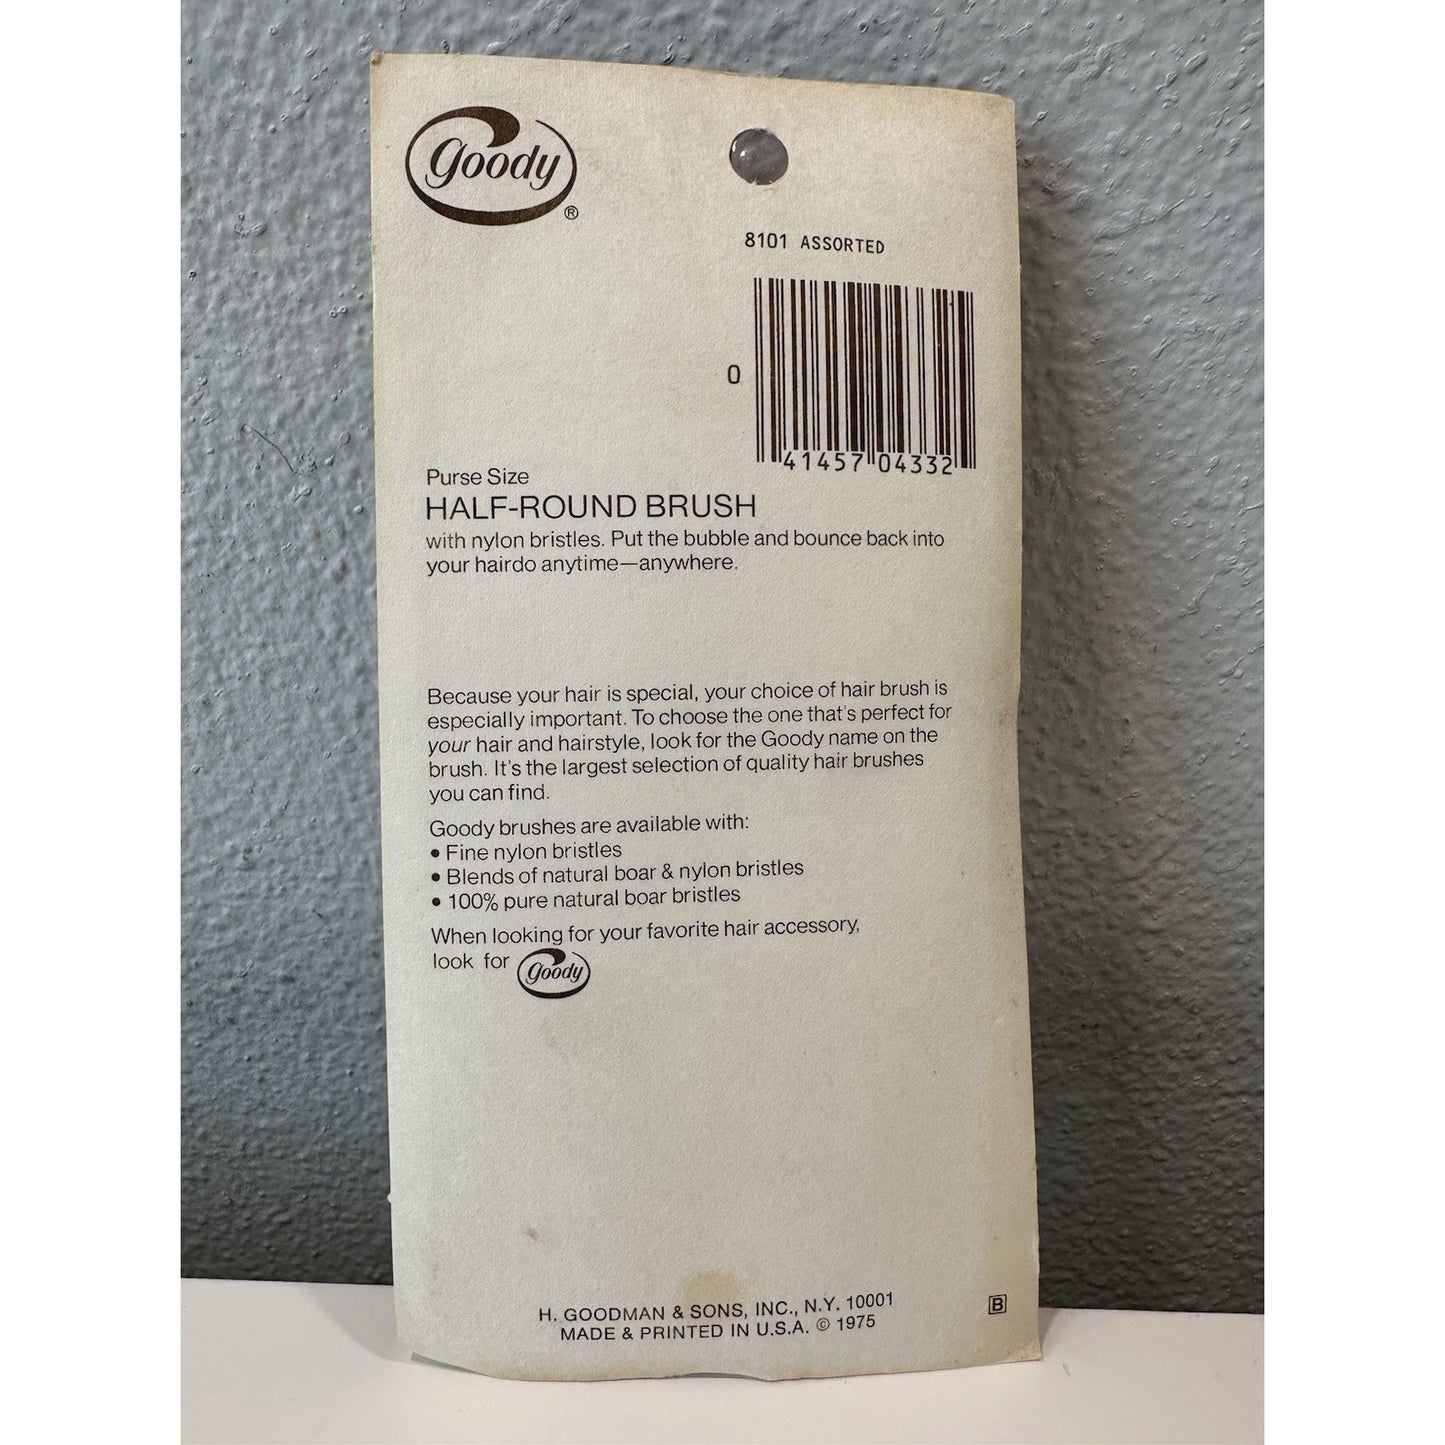 goody ®
8101 ASSORTED
0
41457 04332
Purse Size
HALF-ROUND BRUSH
with nylon bristles. Put the bubble and bounce back into
your hairdo anytime—anywhere.
Because your hair is special, your choice of hair brush is
especially important. To choose the one that's perfect for
your hair and hairstyle, look for the Goody name on the
brush. It's the largest selection of quality hair brushes
you can find.
Goody brushes are available with:
• Fine nylon bristles
• Blends of natural boar & nylon bristles
• 100% pure natural boar bristles
When looking for your favorite hair accessory,
look for goody
H. GOODMAN & SONS, INC., N.Y. 10001
MADE & PRINTED IN U.S.A. © 1975
B